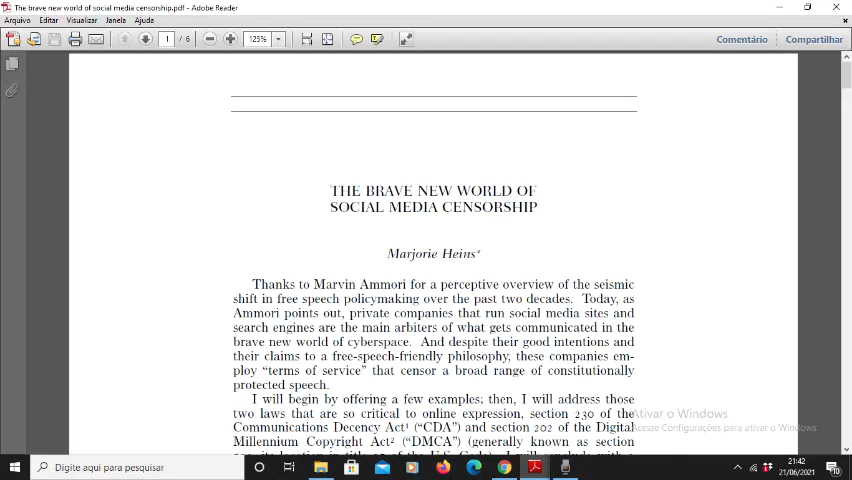 The brave new world of social media censorship.pdf - Adobe Reader
Arquivo Editar Visualizar Janela Ajuda
1 / 6 125% Comentário Compartilhar
THE BRAVE NEW WORLD OF
SOCIAL MEDIA CENSORSHIP
Marjorie Heins*
Thanks to Marvin Ammori for a perceptive overview of the seismic
shift in free speech policymaking over the past two decades. Today, as
Ammori points out, private companies that run social media sites and
search engines are the main arbiters of what gets communicated in the
brave new world of cyberspace. And despite their good intentions and
their claims to a free-speech-friendly philosophy, these companies em-
ploy “terms of service” that censor a broad range of constitutionally
protected speech.
I will begin by offering a few examples; then, I will address those
two laws that are so critical to online expression, section 230 of the
Communications Decency Act¹ (“CDA”) and section 202 of the Digital
Millennium Copyright Act² (“DMCA”) (generally known as section
Ativar o Windows
Acesse Configurações para ativar o Windows.
Digite aqui para pesquisar
21:42
21/06/2021
10